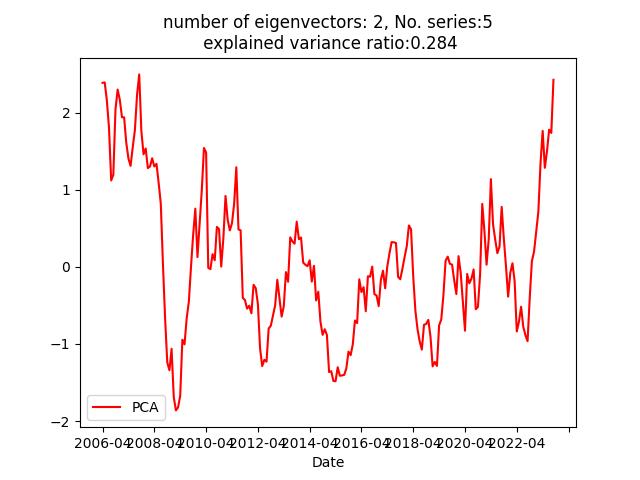 number of eigenvectors: 2, No. series:5
explained variance ratio:0.284
2
1
0
−1
−2
PCA
2006-04 2008-04 2010-04 2012-04 2014-04 2016-04 2018-04 2020-04 2022-04
Date